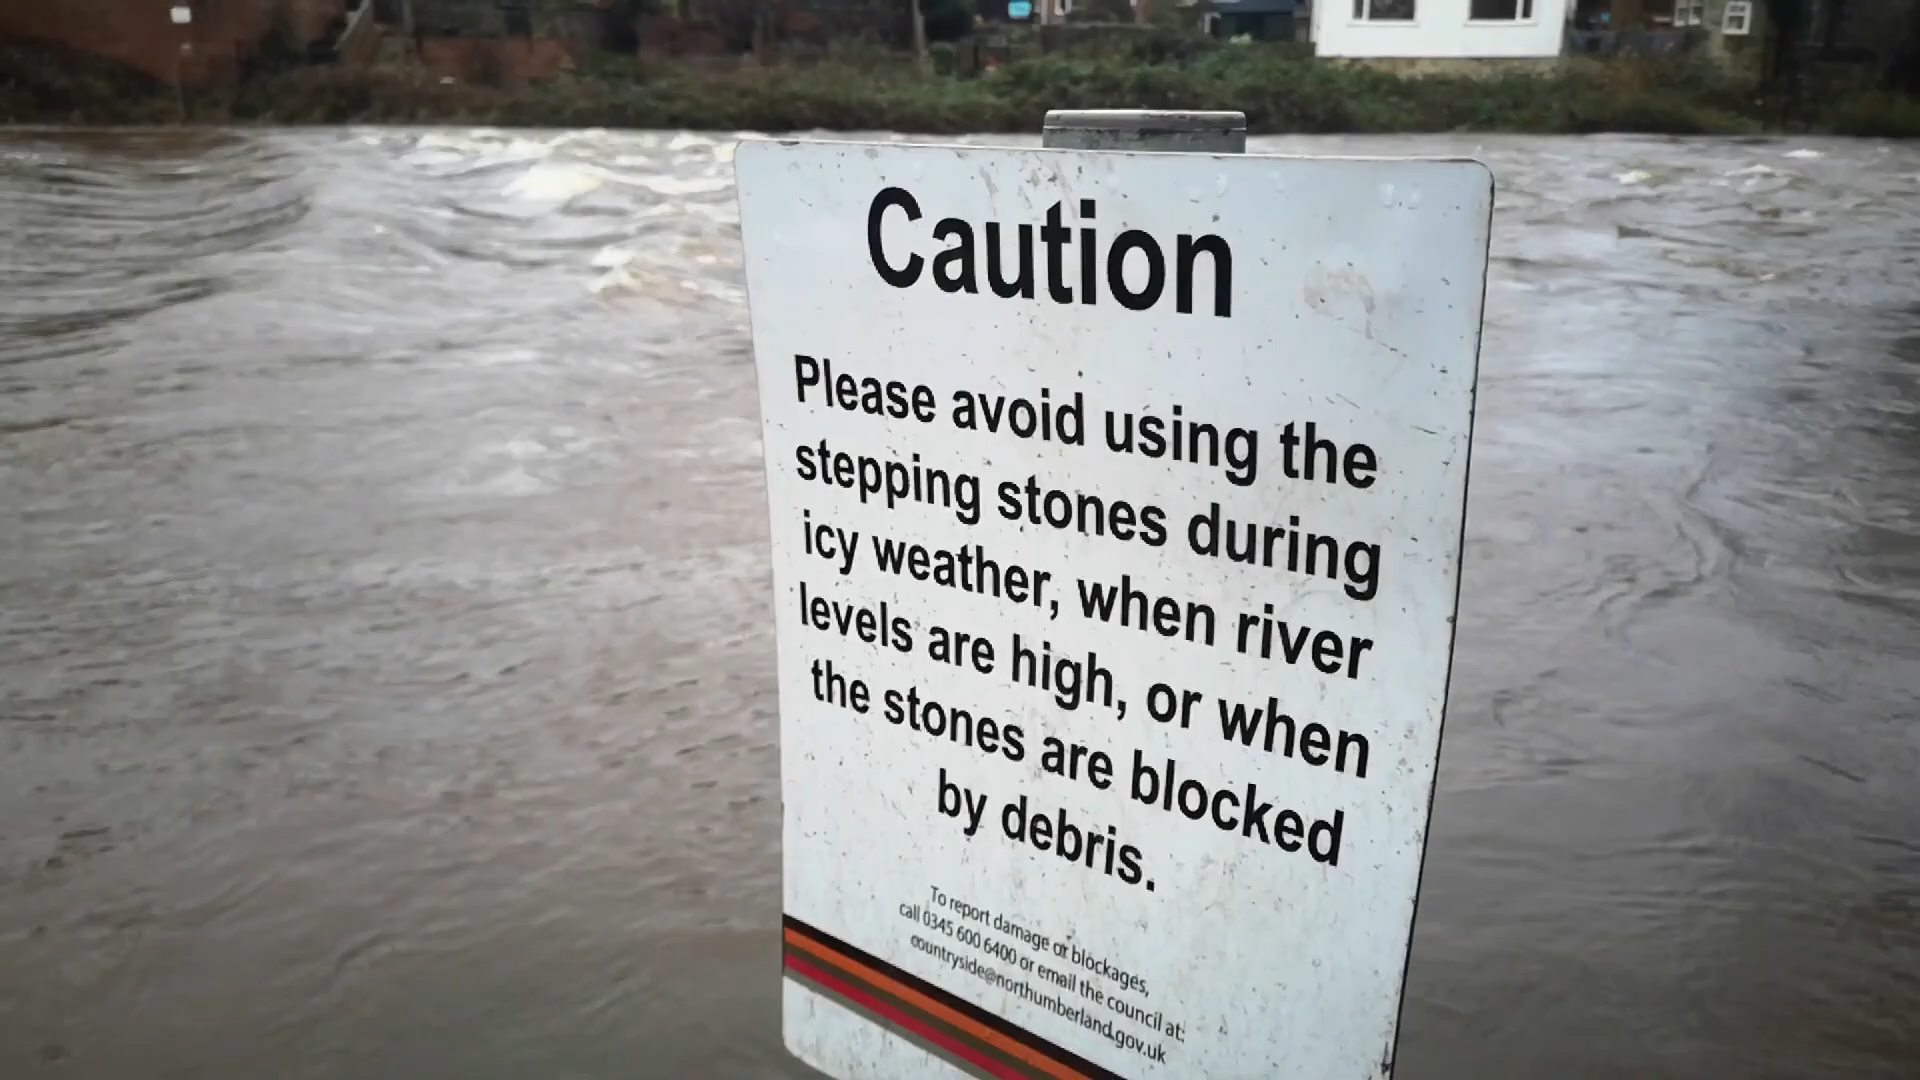 Caution
Please avoid using the
stepping stones during
icy weather, when river
levels are high, or when
the stones are blocked
by debris.
To report damage or blockages,
call 0345 600 6400 or email the council at:
countryside@northumberland.gov.uk